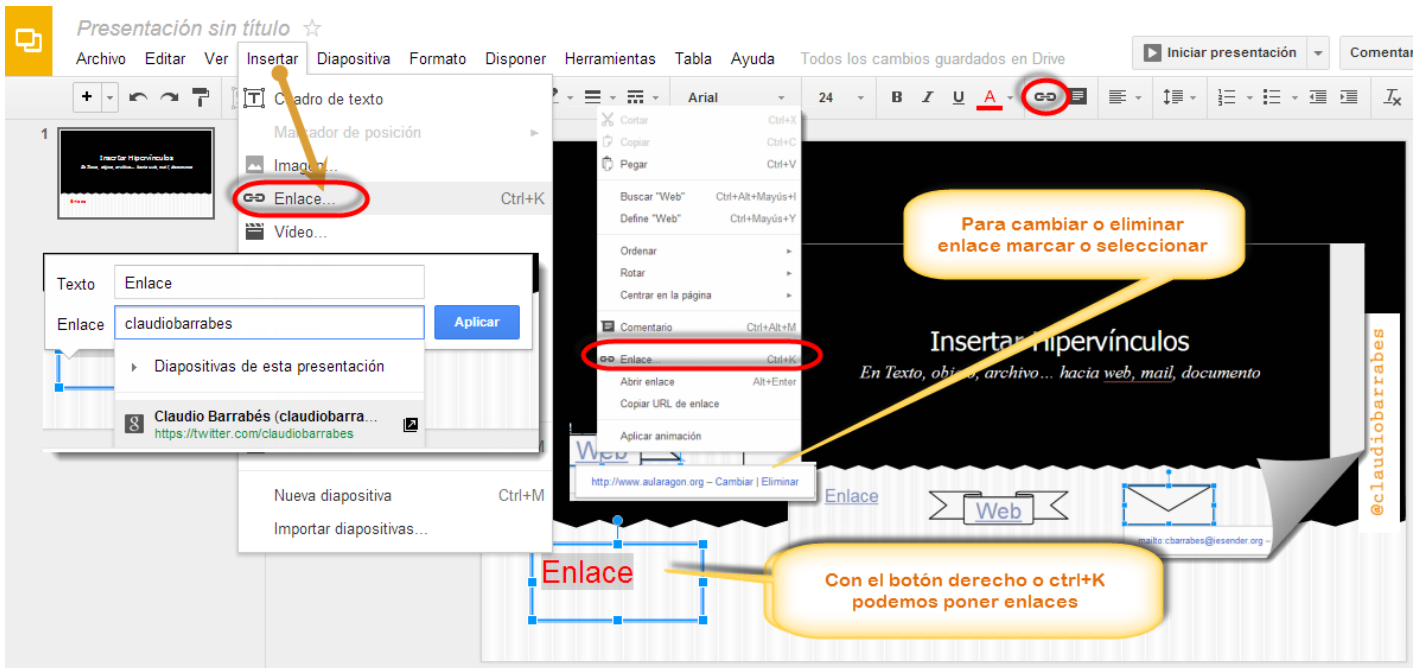 Presentación sin título
Archivo Editar Ver Insertar Diapositiva Formato Disponer Herramientas Tabla Ayuda Todos los cambios guardados en Drive
Iniciar presentación
Comentar
Arial 24 B I U A
1
Insertar Hipervínculos
Enlace
Cuadro de texto
Marcador de posición
Imagen...
Enlace... Ctrl+K
Vídeo...
Texto Enlace
Enlace claudiobarrabes Aplicar
Diapositivas de esta presentación
Claudio Barrabés (claudiobarra...
https://twitter.com/claudiobarrabes
Nueva diapositiva Ctrl+M
Importar diapositivas...
Cortar Ctrl+X
Copiar Ctrl+C
Pegar Ctrl+V
Buscar "Web" Ctrl+Alt+Mayús+I
Define "Web" Ctrl+Mayús+Y
Ordenar
Rotar
Centrar en la página
Comentario Ctrl+Alt+M
Enlace... Ctrl+K
Abrir enlace Alt+Enter
Copiar URL de enlace
Aplicar animación
Web
http://www.aularagon.org – Cambiar | Eliminar
Para cambiar o eliminar
enlace marcar o seleccionar
Insertar Hipervínculos
En Texto, objeto, archivo… hacia web, mail, documento
@claudiobarrabes
Enlace
Web
mailto:cbarrabes@iesender.org –
Enlace
Con el botón derecho o ctrl+K
podemos poner enlaces